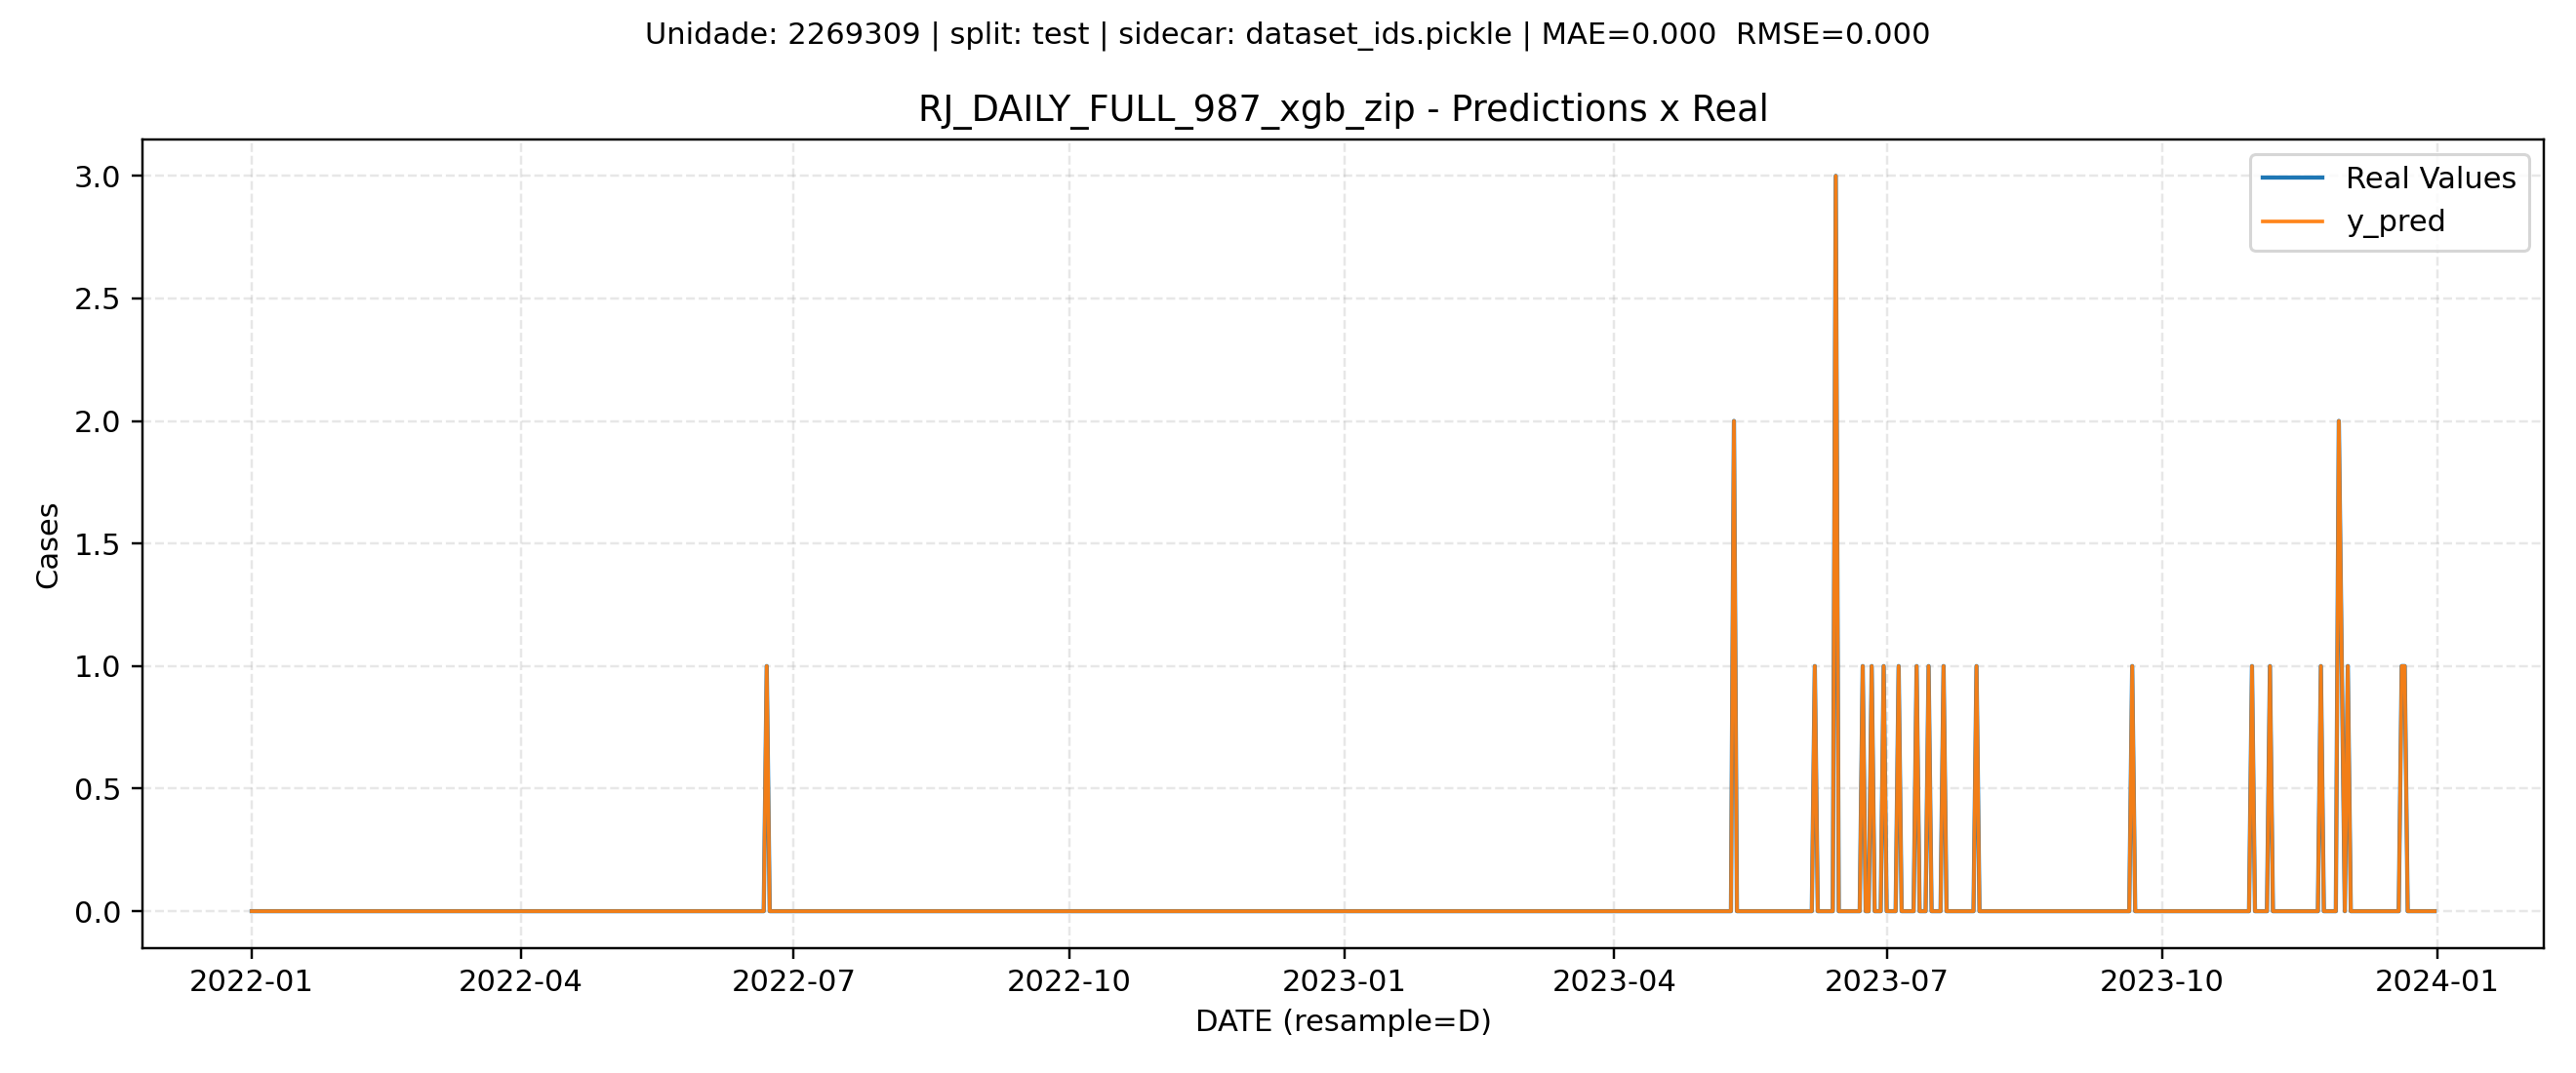 Unidade: 2269309 | split: test | sidecar: dataset_ids.pickle | MAE=0.000  RMSE=0.000
RJ_DAILY_FULL_987_xgb_zip - Predictions x Real
Real Values
y_pred
3.0
2.5
2.0
1.5
1.0
0.5
0.0
Cases
2022-01 2022-04 2022-07 2022-10 2023-01 2023-04 2023-07 2023-10 2024-01
DATE (resample=D)